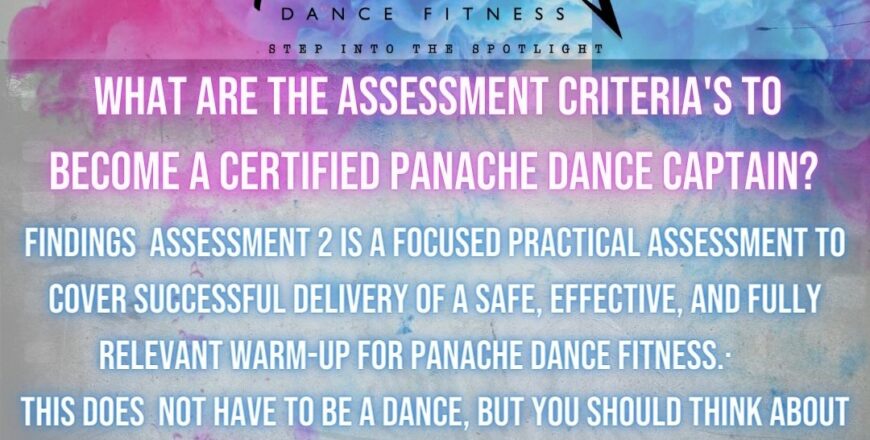 DANCE FITNESS
STEP INTO THE SPOTLIGHT
WHAT ARE THE ASSESSMENT CRITERIA'S TO
BECOME A CERTIFIED PANACHE DANCE CAPTAIN?
FINDINGS ASSESSMENT 2 IS A FOCUSED PRACTICAL ASSESSMENT TO
COVER SUCCESSFUL DELIVERY OF A SAFE, EFFECTIVE, AND FULLY
RELEVANT WARM-UP FOR PANACHE DANCE FITNESS.·
THIS DOES NOT HAVE TO BE A DANCE, BUT YOU SHOULD THINK ABOUT